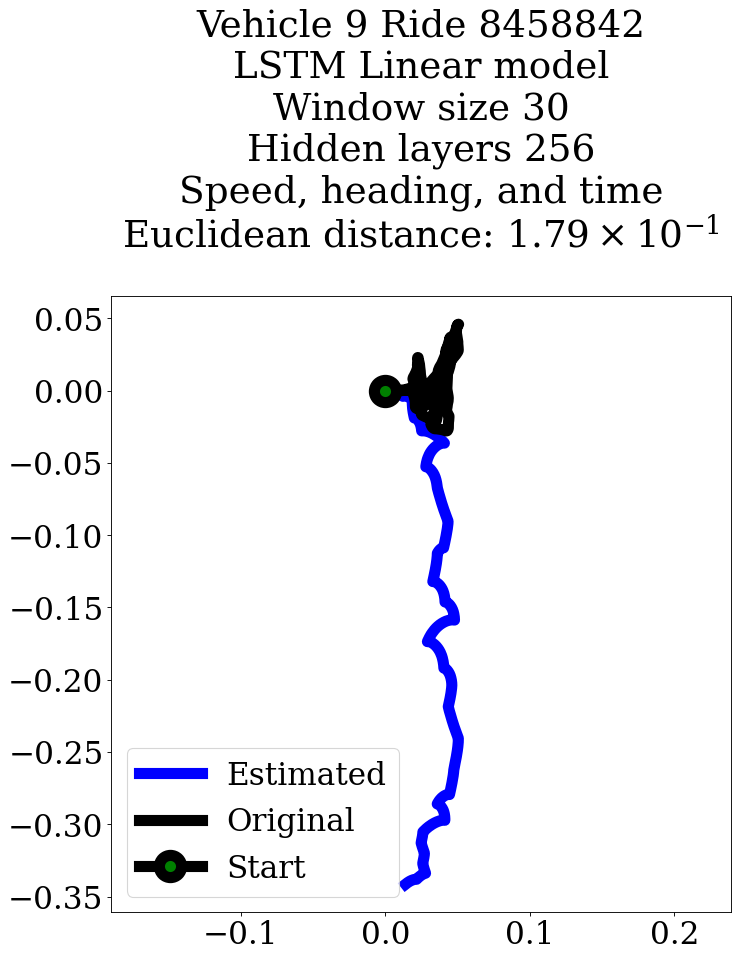 Vehicle 9 Ride 8458842
LSTM Linear model
Window size 30
Hidden layers 256
Speed, heading, and time
Euclidean distance: 1.79 × 10⁻¹
0.05
0.00
−0.05
−0.10
−0.15
−0.20
−0.25
−0.30
−0.35
Estimated
Original
Start
−0.1
0.0
0.1
0.2